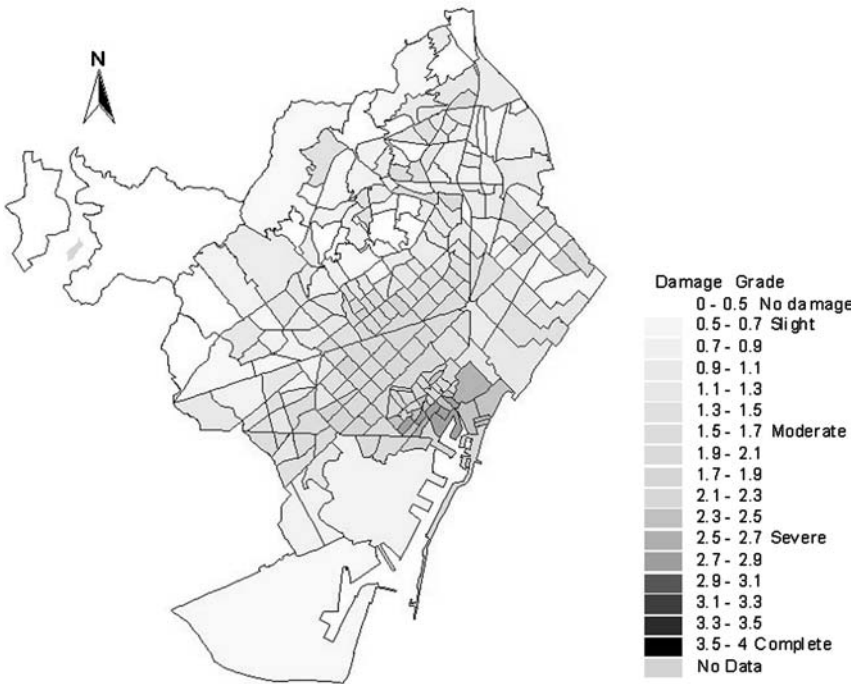 N
Damage Grade
0 - 0.5 No damage
0.5 - 0.7 Slight
0.7 - 0.9
0.9 - 1.1
1.1 - 1.3
1.3 - 1.5
1.5 - 1.7 Moderate
1.9 - 2.1
1.7 - 1.9
2.1 - 2.3
2.3 - 2.5
2.5 - 2.7 Severe
2.7 - 2.9
2.9 - 3.1
3.1 - 3.3
3.3 - 3.5
3.5 - 4 Complete
No Data